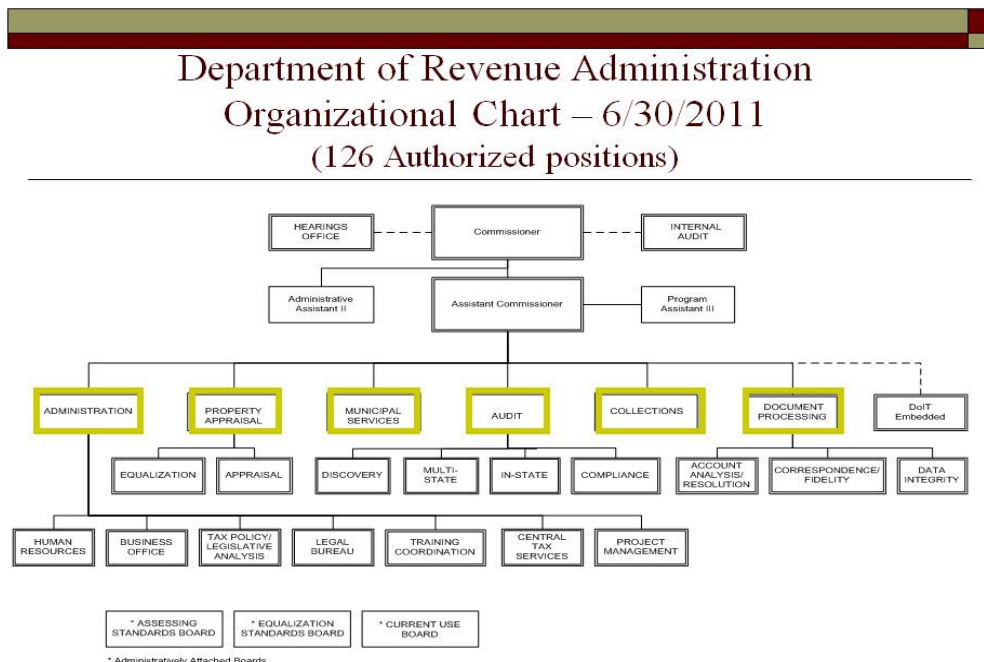 Department of Revenue Administration
Organizational Chart – 6/30/2011
(126 Authorized positions)
HEARINGS
OFFICE
Commissioner
INTERNAL
AUDIT
Administrative
Assistant II
Assistant Commissioner
Program
Assistant III
ADMINISTRATION
PROPERTY
APPRAISAL
MUNICIPAL
SERVICES
AUDIT
COLLECTIONS
DOCUMENT
PROCESSING
DoIT
Embedded
EQUALIZATION
APPRAISAL
DISCOVERY
MULTI-
STATE
IN-STATE
COMPLIANCE
ACCOUNT
ANALYSIS/
RESOLUTION
CORRESPONDENCE/
FIDELITY
DATA
INTEGRITY
HUMAN
RESOURCES
BUSINESS
OFFICE
TAX POLICY/
LEGISLATIVE
ANALYSIS
LEGAL
BUREAU
TRAINING
COORDINATION
CENTRAL
TAX
SERVICES
PROJECT
MANAGEMENT
* ASSESSING
STANDARDS BOARD
* EQUALIZATION
STANDARDS BOARD
* CURRENT USE
BOARD
* Administratively Attached Boards